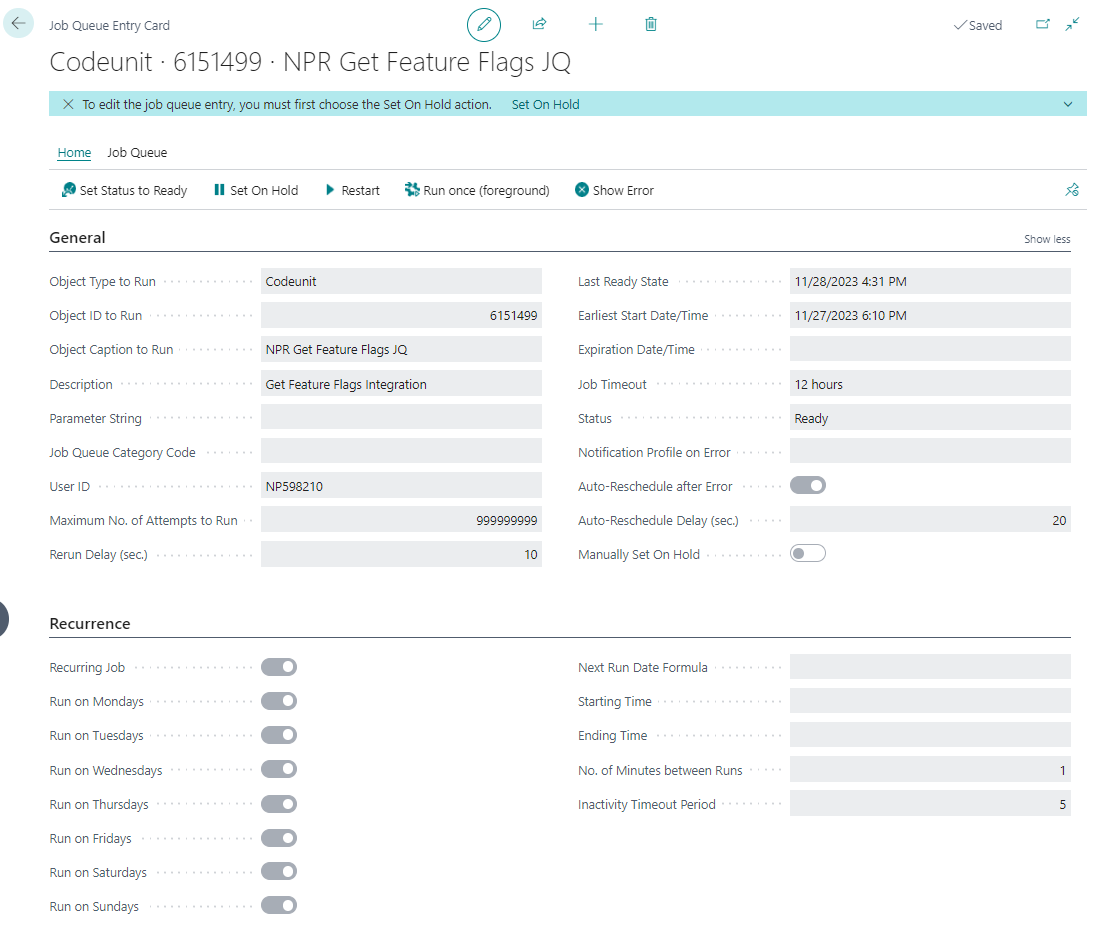 Job Queue Entry Card
Saved
Codeunit · 6151499 · NPR Get Feature Flags JQ
To edit the job queue entry, you must first choose the Set On Hold action. Set On Hold
Home Job Queue
Set Status to Ready Set On Hold Restart Run once (foreground) Show Error
General
Show less
Object Type to Run Codeunit
Object ID to Run 6151499
Object Caption to Run NPR Get Feature Flags JQ
Description Get Feature Flags Integration
Parameter String
Job Queue Category Code
User ID NP598210
Maximum No. of Attempts to Run 999999999
Rerun Delay (sec.) 10
Last Ready State 11/28/2023 4:31 PM
Earliest Start Date/Time 11/27/2023 6:10 PM
Expiration Date/Time
Job Timeout 12 hours
Status Ready
Notification Profile on Error
Auto-Reschedule after Error
Auto-Reschedule Delay (sec.) 20
Manually Set On Hold
Recurrence
Recurring Job
Run on Mondays
Run on Tuesdays
Run on Wednesdays
Run on Thursdays
Run on Fridays
Run on Saturdays
Run on Sundays
Next Run Date Formula
Starting Time
Ending Time
No. of Minutes between Runs 1
Inactivity Timeout Period 5